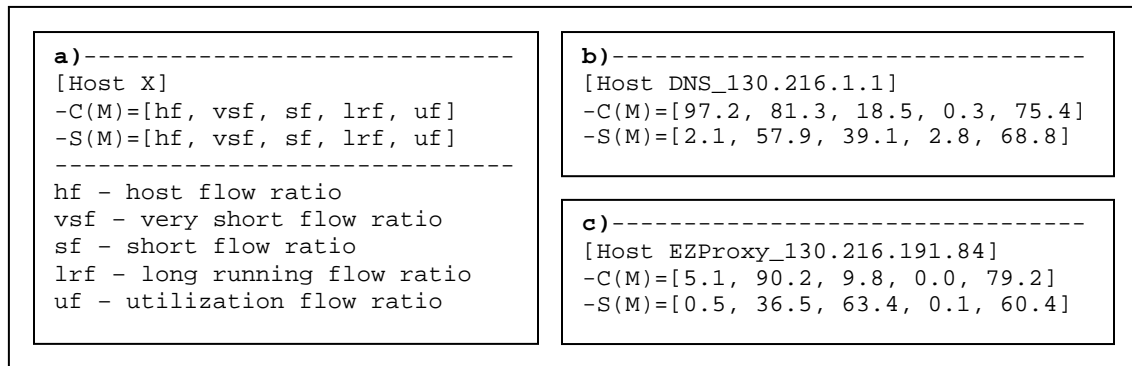 a)------------------------------
[Host X]
-C(M)=[hf, vsf, sf, lrf, uf]
-S(M)=[hf, vsf, sf, lrf, uf]
--------------------------------
hf – host flow ratio
vsf – very short flow ratio
sf – short flow ratio
lrf – long running flow ratio
uf – utilization flow ratio
b)---------------------------------
[Host DNS_130.216.1.1]
-C(M)=[97.2, 81.3, 18.5, 0.3, 75.4]
-S(M)=[2.1, 57.9, 39.1, 2.8, 68.8]
c)---------------------------------
[Host EZProxy_130.216.191.84]
-C(M)=[5.1, 90.2, 9.8, 0.0, 79.2]
-S(M)=[0.5, 36.5, 63.4, 0.1, 60.4]